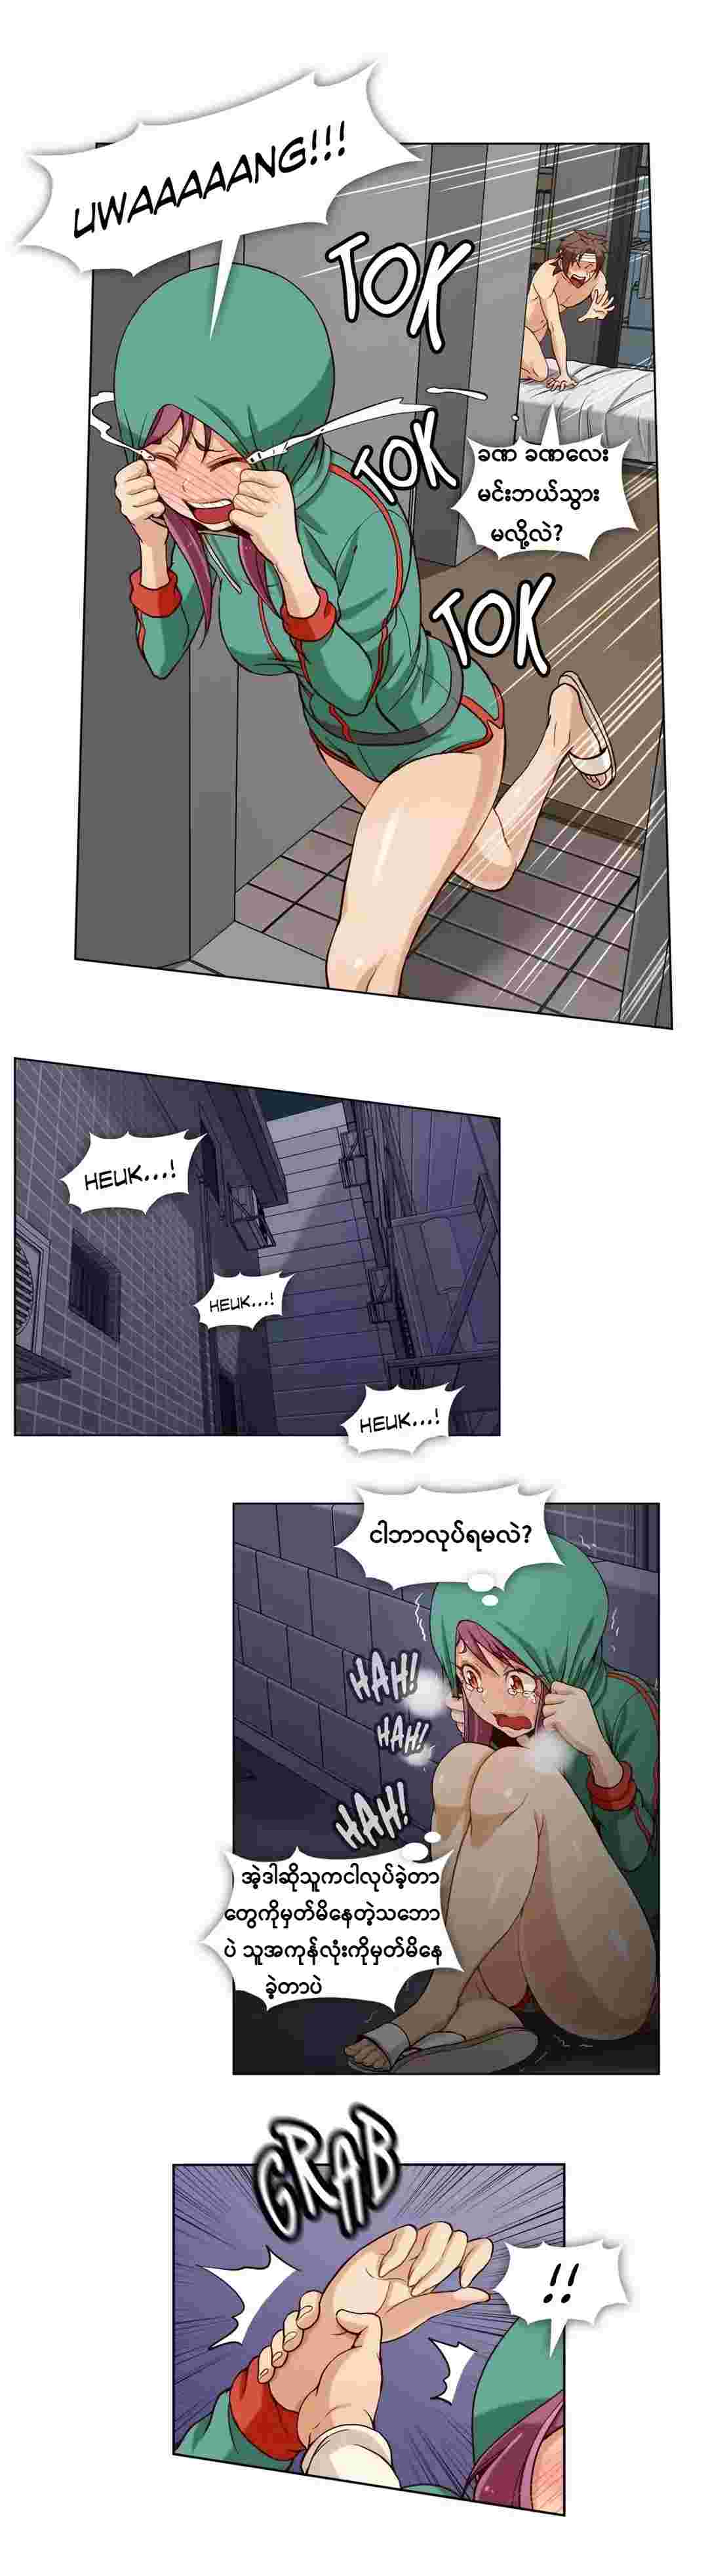 UWAAAAAANG!!!
TOK
TOK
ခဏ ခဏလေး
မင်းဘယ်သွား
မလို့လဲ?
TOK
HEUK...!
HEUK...!
HEUK...!
ငါဘာလုပ်ရမလဲ?
HAH!
HAH!
HAH!
အဲ့ဒါဆိုသူကငါလုပ်ခဲ့တာ
တွေကိုမှတ်မိနေတဲ့သဘော
ပဲ သူအကုန်လုံးကိုမှတ်မိနေ
ခဲ့တာပဲ
GRAB
!!